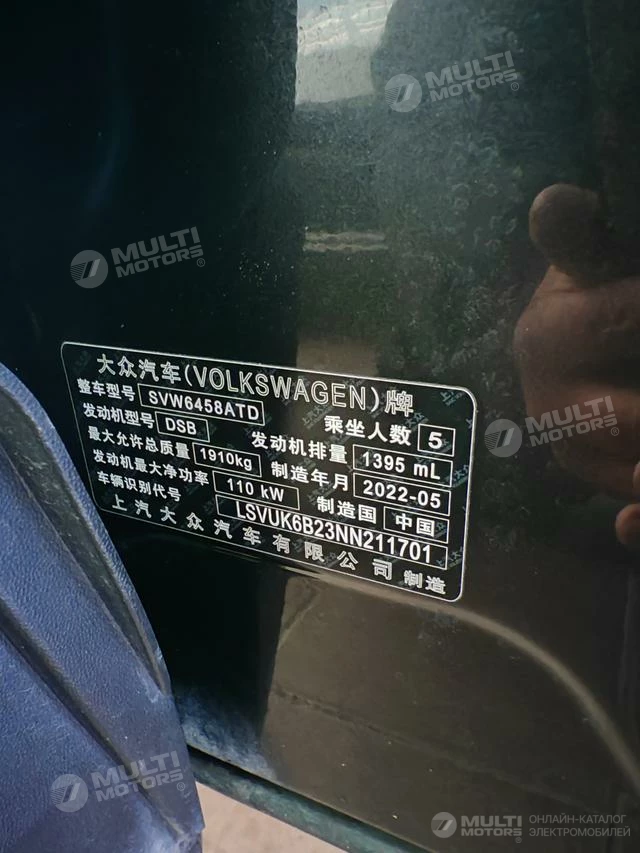 MULTI
MOTORS®
MULTI
MOTORS®
大众汽车(VOLKSWAGEN)牌
整车型号 SVW6458ATD 乘坐人数 5
发动机型号 DSB 发动机排量 1395 mL
最大允许总质量 1910kg 制造年月 2022-05
发动机最大净功率 110 kW 制造国 中国
车辆识别代号 LSVUK6B23NN211701
上汽大众汽车有限公司 制造
MULTI
MOTORS®
MULTI
MOTORS®
MULTI
MOTORS®
ОНЛАЙН-КАТАЛОГ
ЭЛЕКТРОМОБИЛЕЙ